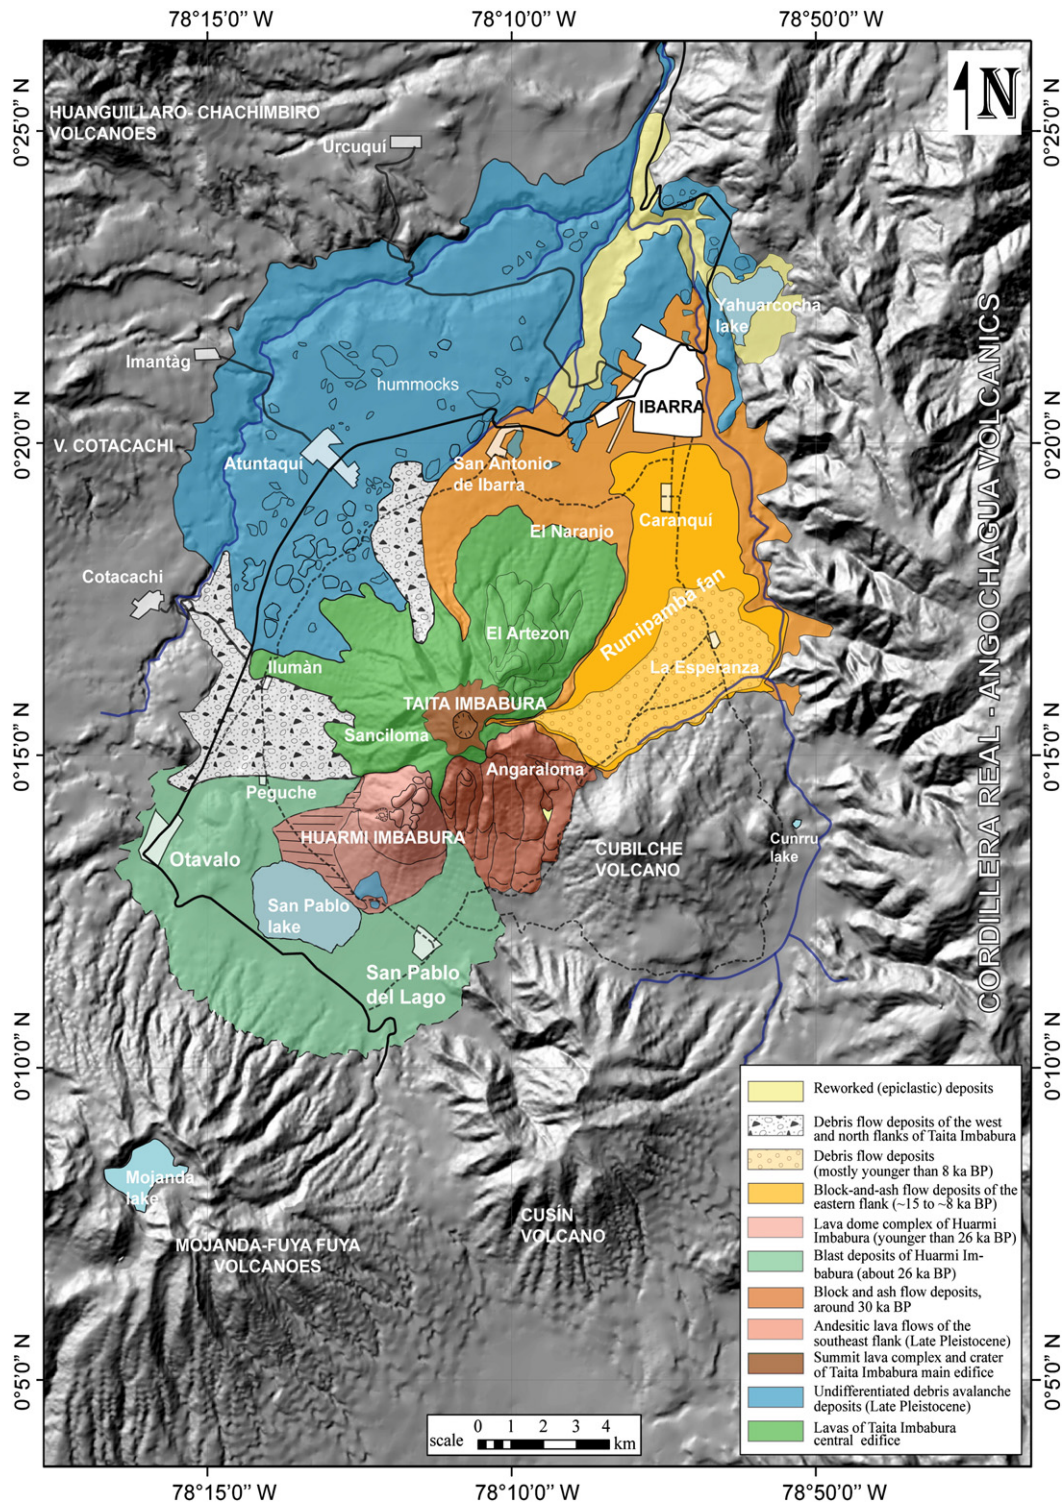 78°15'0'' W
78°10'0'' W
78°50'0'' W
0°25'0'' N
0°25'0'' N
N
HUANGUILLARO- CHACHIMBIRO
VOLCANOES
Urcuquí
Yahuarcocha
lake
Imantàg
hummocks
IBARRA
0°20'0'' N
0°20'0'' N
V. COTACACHI
Atuntaqui
San Antonio
de Ibarra
Caranquí
El Naranjo
Cotacachi
El Artezon
Rumipamba fan
La Esperanza
Ilumàn
TAITA IMBABURA
Sanciloma
Angaraloma
0°15'0'' N
0°15'0'' N
Peguche
HUARMI IMBABURA
Otavalo
CUBILCHE
VOLCANO
Cunrru
lake
San Pablo
lake
San Pablo
del Lago
CORDILLERA REAL - ANGOCHAGUA VOLCANICS
0°10'0'' N
0°10'0'' N
Mojanda
lake
MOJANDA-FUYA FUYA
VOLCANOES
CUSÍN
VOLCANO
Reworked (epiclastic) deposits
Debris flow deposits of the west
and north flanks of Taita Imbabura
Debris flow deposits
(mostly younger than 8 ka BP)
Block-and-ash flow deposits of the
eastern flank (~15 to ~8 ka BP)
Lava dome complex of Huarmi
Imbabura (younger than 26 ka BP)
Blast deposits of Huarmi Im-
babura (about 26 ka BP)
Block and ash flow deposits,
around 30 ka BP
Andesitic lava flows of the
southeast flank (Late Pleistocene)
Summit lava complex and crater
of Taita Imbabura main edifice
Undifferentiated debris avalanche
deposits (Late Pleistocene)
Lavas of Taita Imbabura
central edifice
0°5'0'' N
0°5'0'' N
scale 0 1 2 3 4
km
78°15'0'' W
78°10'0'' W
78°50'0'' W